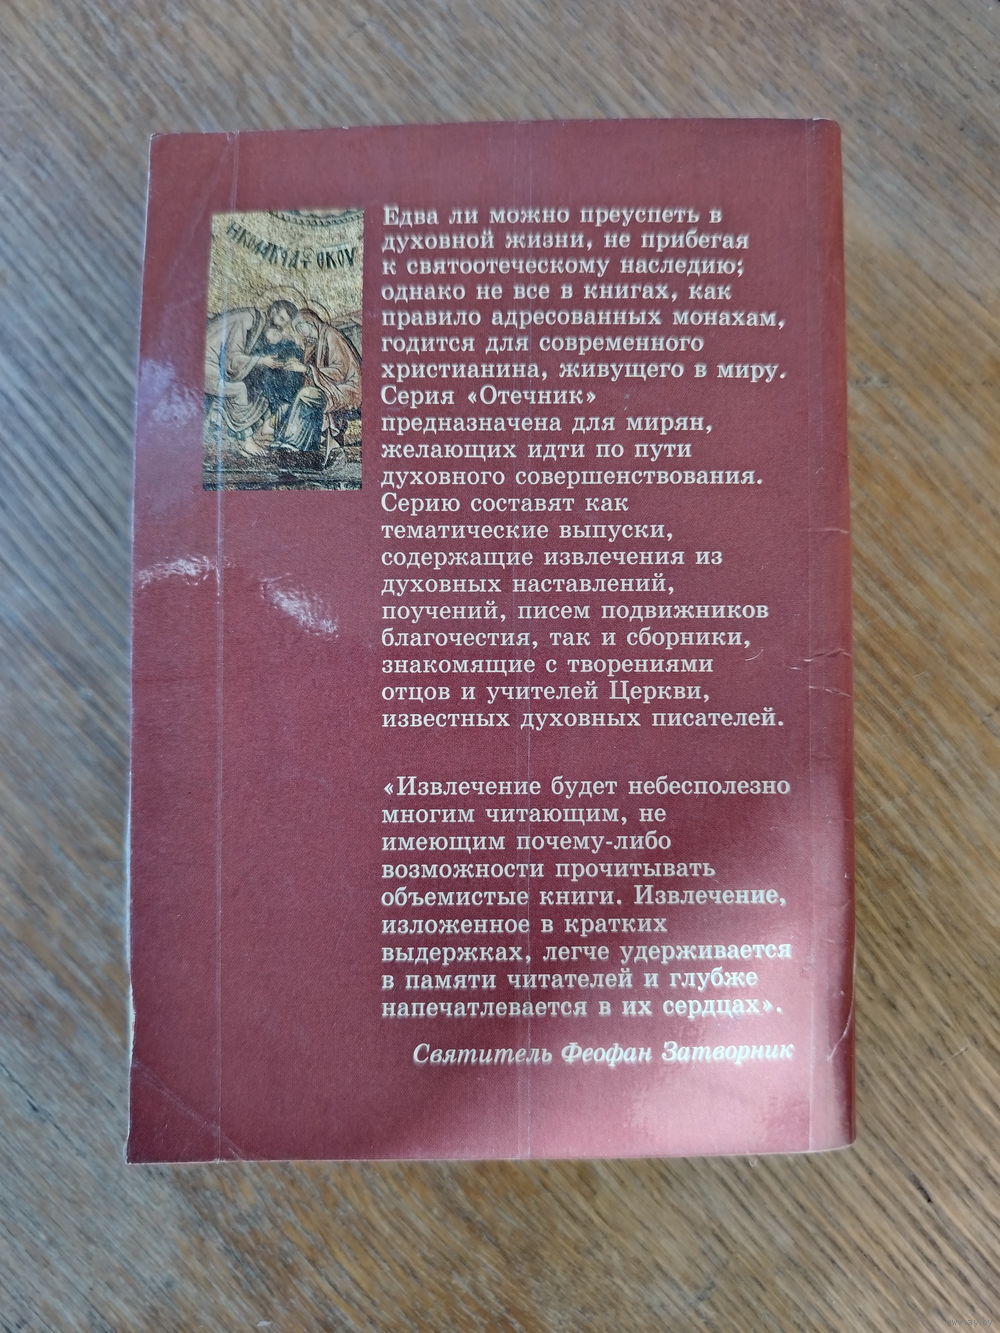 Едва ли можно преуспеть в
духовной жизни, не прибегая
к святоотеческому наследию;
однако не все в книгах, как
правило адресованных монахам,
годится для современного
христианина, живущего в миру.
Серия «Отечник»
предназначена для мирян,
желающих идти по пути
духовного совершенствования.
Серию составят как
тематические выпуски,
содержащие извлечения из
духовных наставлений,
поучений, писем подвижников
благочестия, так и сборники,
знакомящие с творениями
отцов и учителей Церкви,
известных духовных писателей.
«Извлечение будет небесполезно
многим читающим, не
имеющим почему-либо
возможности прочитывать
объемистые книги. Извлечение,
изложенное в кратких
выдержках, легче удерживается
в памяти читателей и глубже
напечатлевается в их сердцах».
Святитель Феофан Затворник